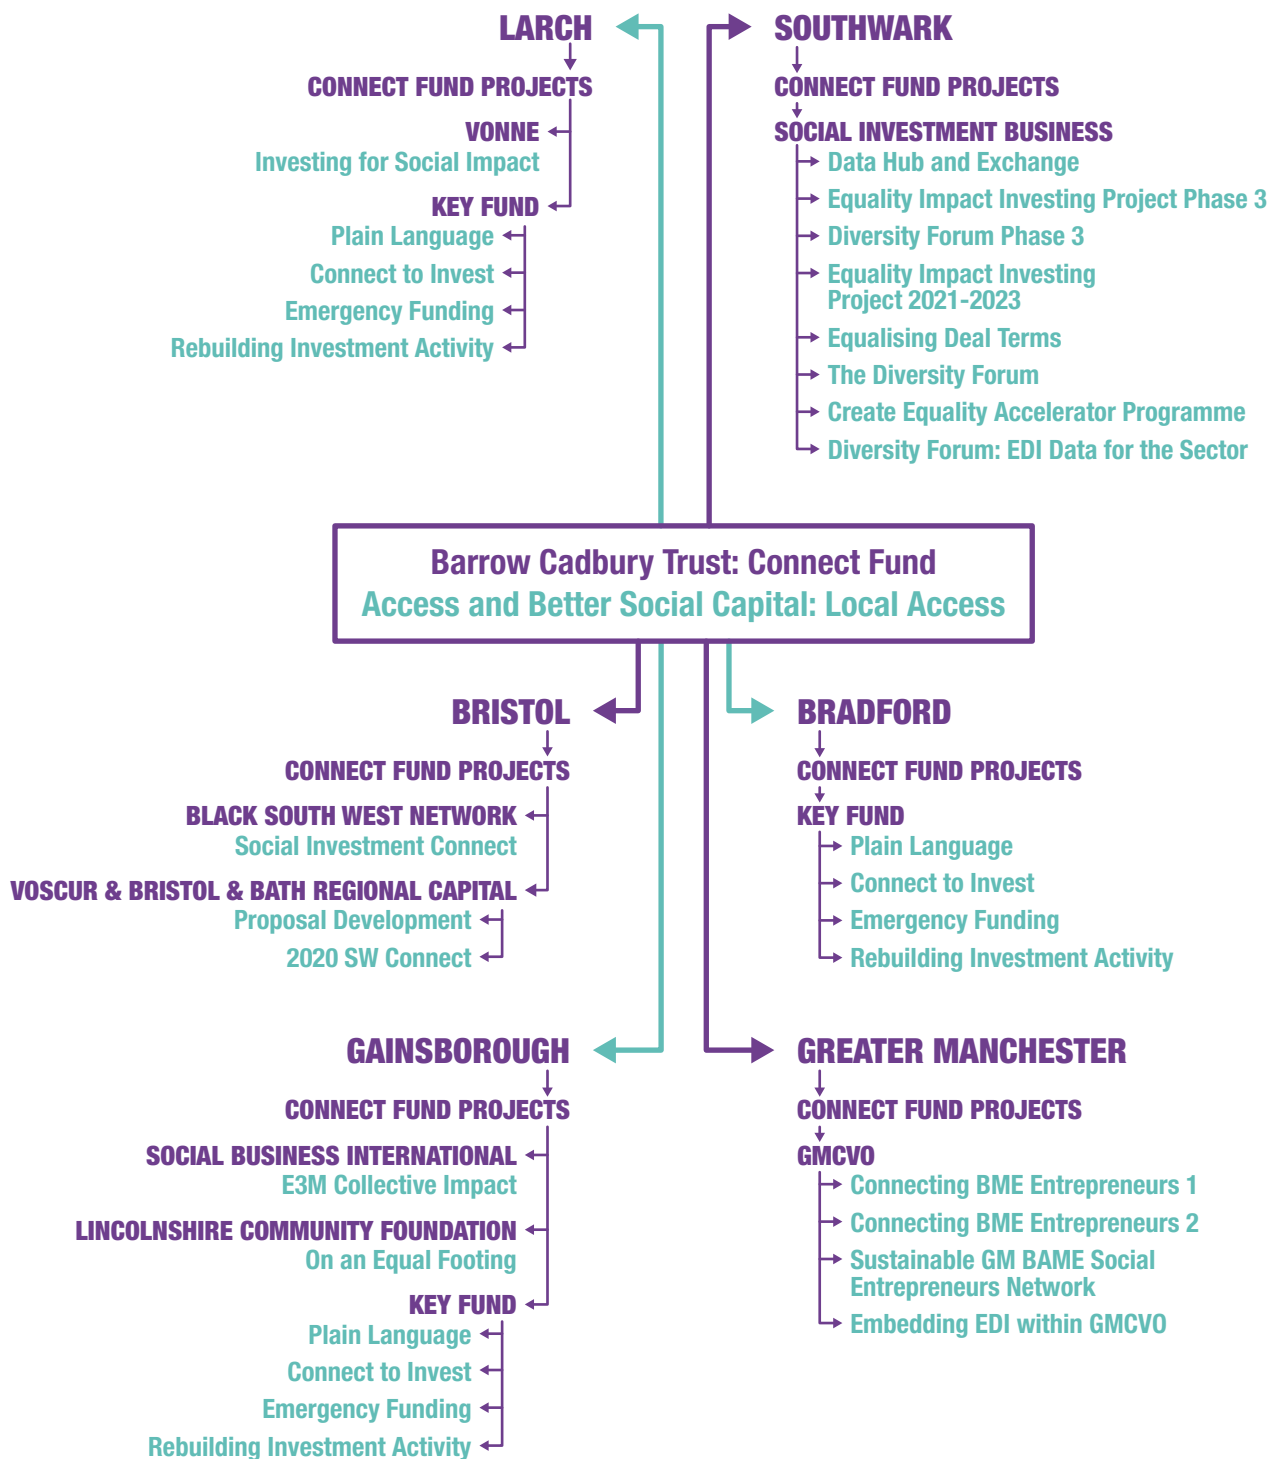 LARCH
CONNECT FUND PROJECTS
VONNE
Investing for Social Impact
KEY FUND
Plain Language
Connect to Invest
Emergency Funding
Rebuilding Investment Activity
SOUTHWARK
CONNECT FUND PROJECTS
SOCIAL INVESTMENT BUSINESS
Data Hub and Exchange
Equality Impact Investing Project Phase 3
Diversity Forum Phase 3
Equality Impact Investing
Project 2021-2023
Equalising Deal Terms
The Diversity Forum
Create Equality Accelerator Programme
Diversity Forum: EDI Data for the Sector
Barrow Cadbury Trust: Connect Fund
Access and Better Social Capital: Local Access
BRISTOL
CONNECT FUND PROJECTS
BLACK SOUTH WEST NETWORK
Social Investment Connect
VOSCUR & BRISTOL & BATH REGIONAL CAPITAL
Proposal Development
2020 SW Connect
BRADFORD
CONNECT FUND PROJECTS
KEY FUND
Plain Language
Connect to Invest
Emergency Funding
Rebuilding Investment Activity
GAINSBOROUGH
CONNECT FUND PROJECTS
SOCIAL BUSINESS INTERNATIONAL
E3M Collective Impact
LINCOLNSHIRE COMMUNITY FOUNDATION
On an Equal Footing
KEY FUND
Plain Language
Connect to Invest
Emergency Funding
Rebuilding Investment Activity
GREATER MANCHESTER
CONNECT FUND PROJECTS
GMCVO
Connecting BME Entrepreneurs 1
Connecting BME Entrepreneurs 2
Sustainable GM BAME Social
Entrepreneurs Network
Embedding EDI within GMCVO